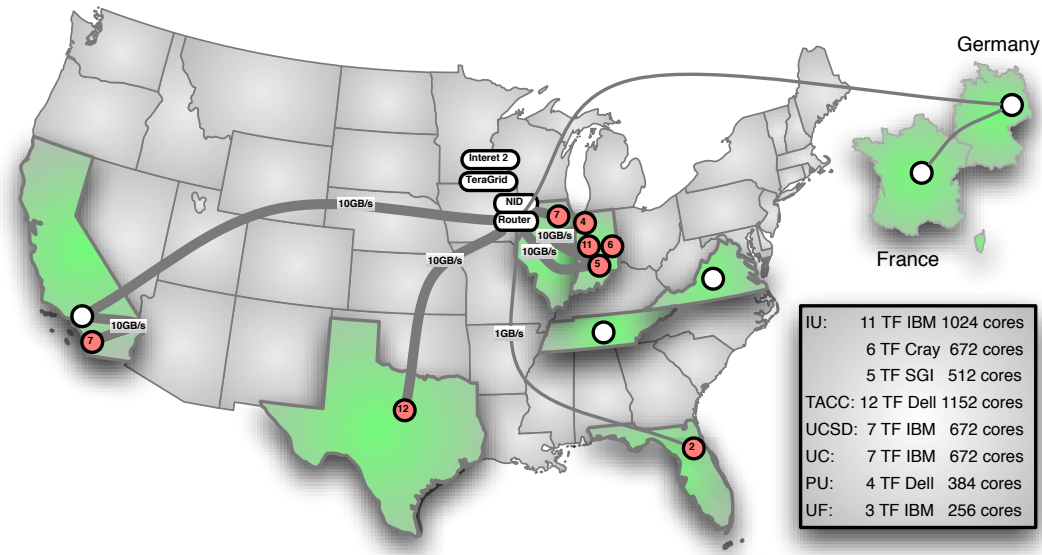 Germany
Interet 2
TeraGrid
NID
Router
7
4
10GB/s
10GB/s
11
6
10GB/s
5
10GB/s
France
1GB/s
10GB/s
7
12
2
IU: 11 TF IBM 1024 cores
6 TF Cray 672 cores
5 TF SGI 512 cores
TACC: 12 TF Dell 1152 cores
UCSD: 7 TF IBM 672 cores
UC: 7 TF IBM 672 cores
PU: 4 TF Dell 384 cores
UF: 3 TF IBM 256 cores